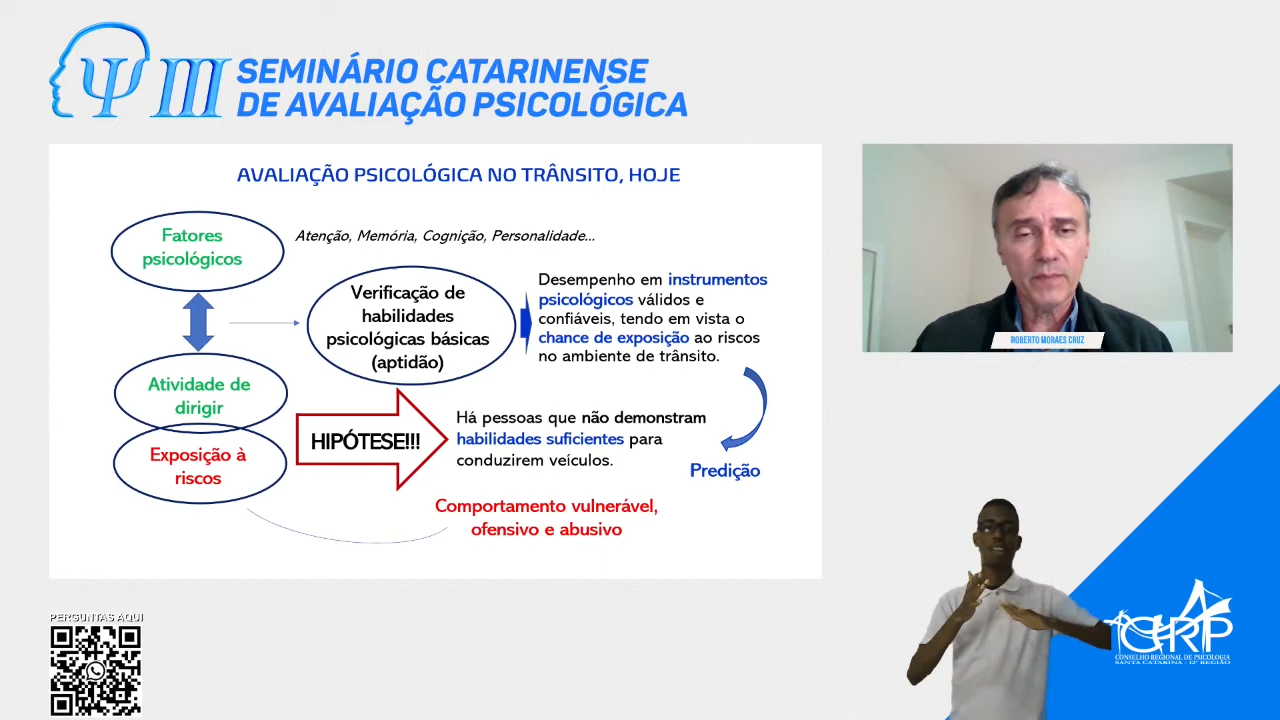 Ψ III SEMINÁRIO CATARINENSE
DE AVALIAÇÃO PSICOLÓGICA
AVALIAÇÃO PSICOLÓGICA NO TRÂNSITO, HOJE
Fatores
psicológicos
Atenção, Memória, Cognição, Personalidade...
Verificação de
habilidades
psicológicas básicas
(aptidão)
Desempenho em instrumentos
psicológicos válidos e
confiáveis, tendo em vista o
chance de exposição ao riscos
no ambiente de trânsito.
Atividade de
dirigir
Exposição à
riscos
HIPÓTESE!!!
Há pessoas que não demonstram
habilidades suficientes para
conduzirem veículos.
Predição
Comportamento vulnerável,
ofensivo e abusivo
ROBERTO MORAES CRUZ
PERGUNTAS AQUI
CRP
CONSELHO REGIONAL DE PSICOLOGIA
SANTA CATARINA - 12ª REGIÃO